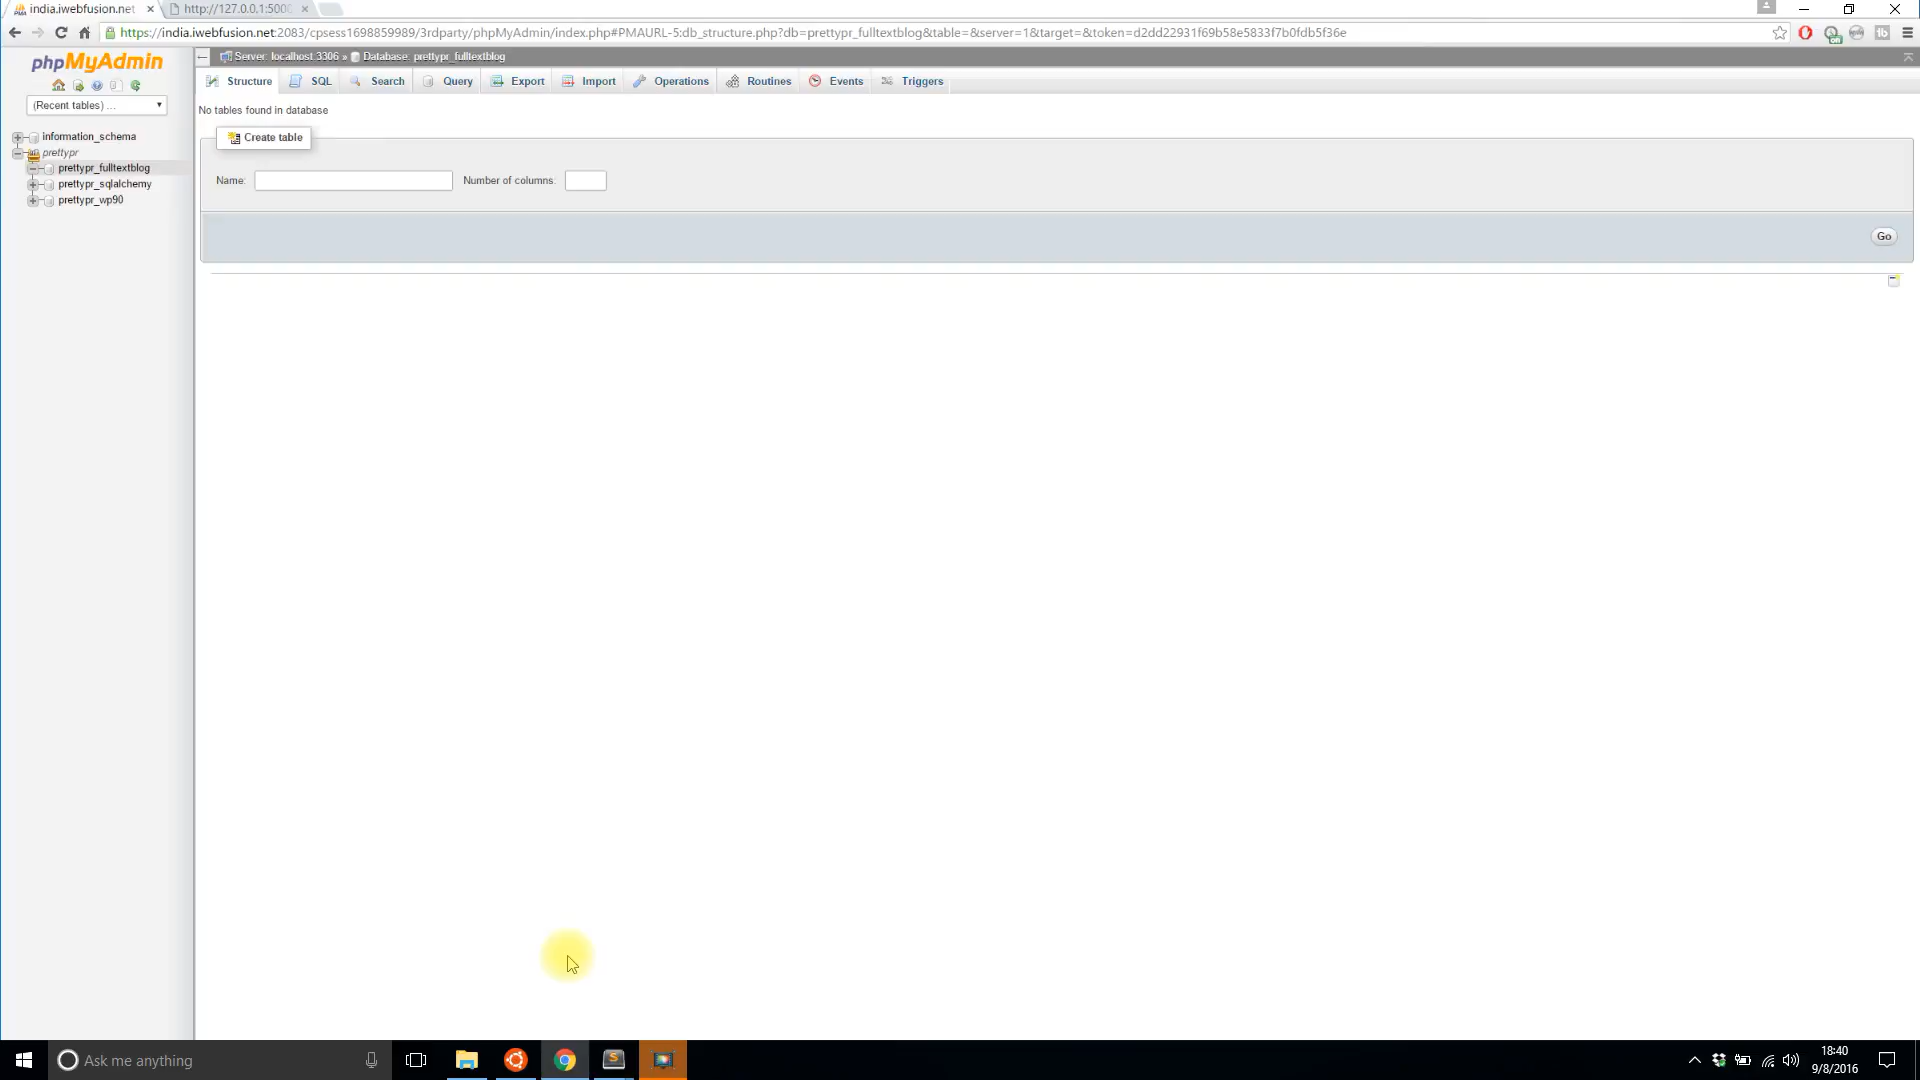 india.iwebfusion.net
http://127.0.0.1:500
https://india.iwebfusion.net:2083/cpsess1698859989/3rdparty/phpMyAdmin/index.php#PMAURL-5:db_structure.php?db=prettypr_fulltextblog&table=&server=1&target=&token=d2dd22931f69b58e5833f7b0fdb5f36e
phpMyAdmin
Server: localhost:3306 » Database: prettypr_fulltextblog
Structure SQL Search Query Export Import Operations Routines Events Triggers
(Recent tables) ...
No tables found in database
information_schema
prettypr
prettypr_fulltextblog
prettypr_sqlalchemy
prettypr_wp90
Create table
Name: Number of columns:
Go
Ask me anything
18:40
9/8/2016